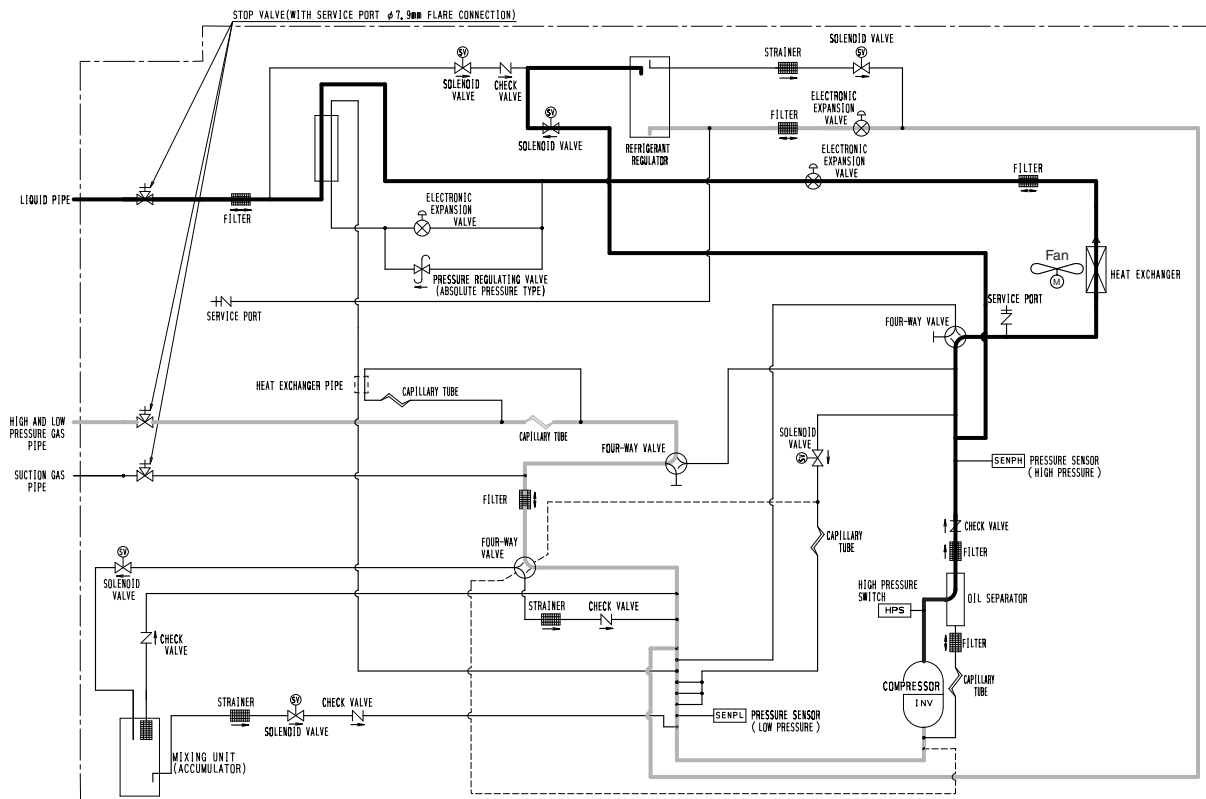 STOP VALVE(WITH SERVICE PORT φ7.9mm FLARE CONNECTION)
SV
SOLENOID
VALVE
CHECK
VALVE
SV
SOLENOID VALVE
REFRIGERANT
REGULATOR
STRAINER
SOLENOID VALVE
SV
FILTER
ELECTRONIC
EXPANSION
VALVE
ELECTRONIC
EXPANSION
VALVE
FILTER
LIQUID PIPE
FILTER
ELECTRONIC
EXPANSION
VALVE
PRESSURE REGULATING VALVE
(ABSOLUTE PRESSURE TYPE)
Fan
M
HEAT EXCHANGER
SERVICE PORT
SERVICE PORT
FOUR-WAY VALVE
HEAT EXCHANGER PIPE
CAPILLARY TUBE
HIGH AND LOW
PRESSURE GAS
PIPE
CAPILLARY TUBE
FOUR-WAY VALVE
SOLENOID
VALVE
SV
SUCTION GAS
PIPE
SENPH
PRESSURE SENSOR
(HIGH PRESSURE)
FILTER
CHECK VALVE
FILTER
CAPILLARY
TUBE
FOUR-WAY
VALVE
SV
SOLENOID
VALVE
HIGH PRESSURE
SWITCH
HPS
OIL SEPARATOR
STRAINER
CHECK VALVE
CHECK
VALVE
FILTER
COMPRESSOR
INV
CAPILLARY
TUBE
STRAINER
SV
SOLENOID VALVE
CHECK VALVE
SENPL
PRESSURE SENSOR
(LOW PRESSURE)
MIXING UNIT
(ACCUMULATOR)